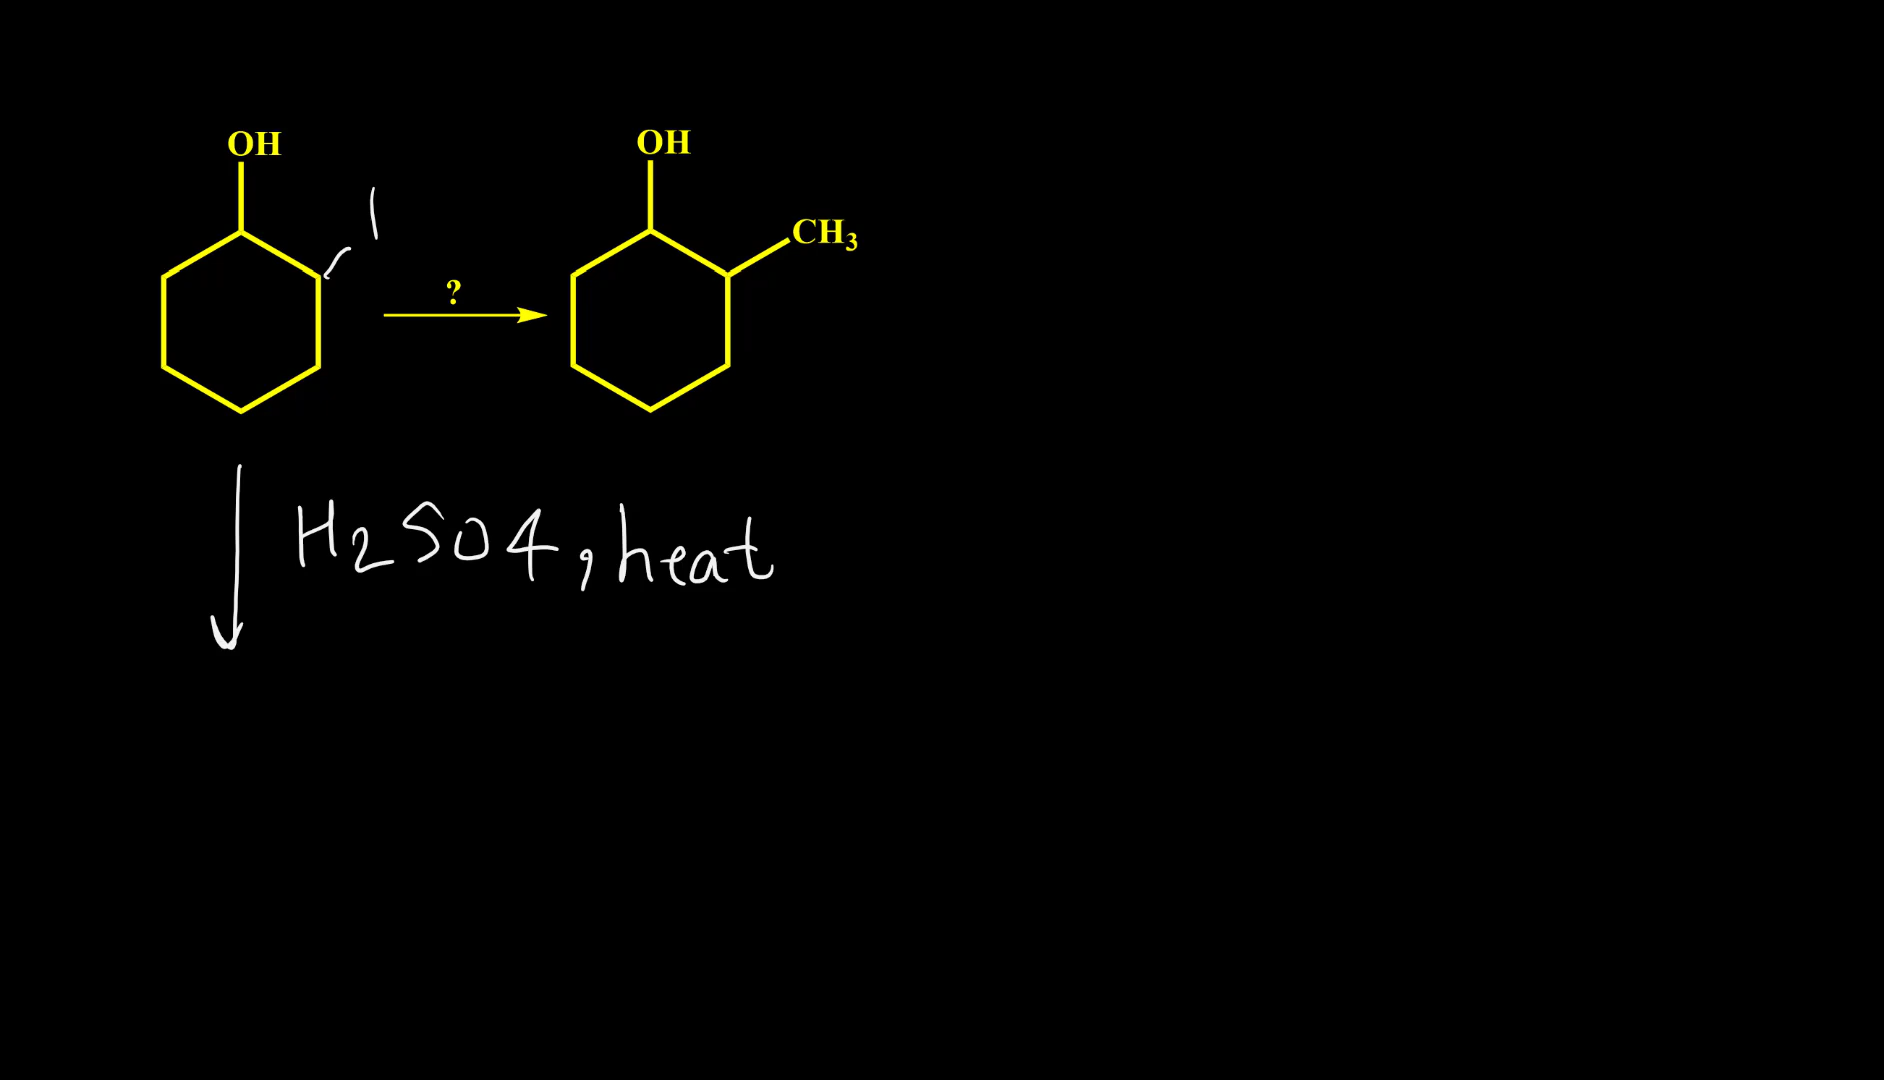 OH
OH
CH₃
?
H₂SO4, heat